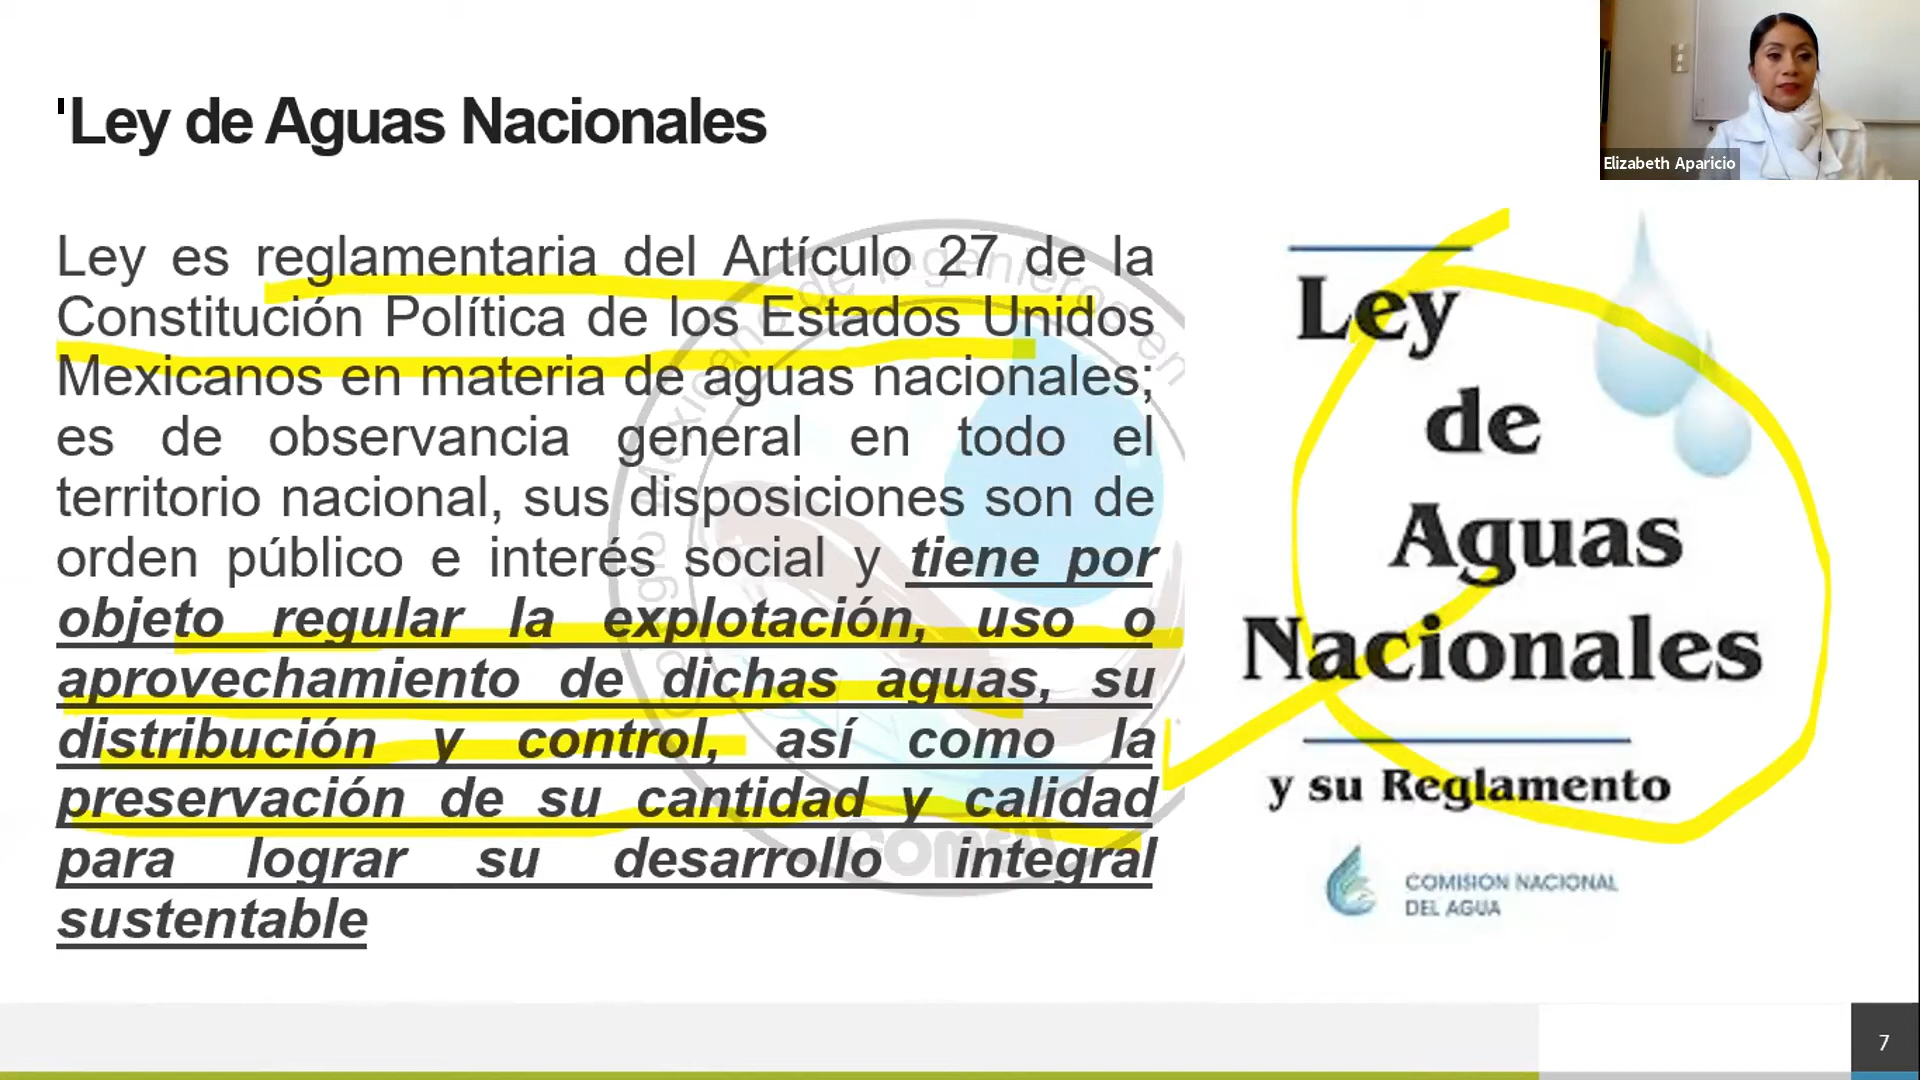 Elizabeth Aparicio
'Ley de Aguas Nacionales
Ley es reglamentaria del Artículo 27 de la
Constitución Política de los Estados Unidos
Mexicanos en materia de aguas nacionales;
es de observancia general en todo el
territorio nacional, sus disposiciones son de
orden público e interés social y tiene por
objeto regular la explotación, uso o
aprovechamiento de dichas aguas, su
distribución y control, así como la
preservación de su cantidad y calidad
para lograr su desarrollo integral
sustentable
Ley
de
Aguas
Nacionales
y su Reglamento
COMISION NACIONAL
DEL AGUA
7